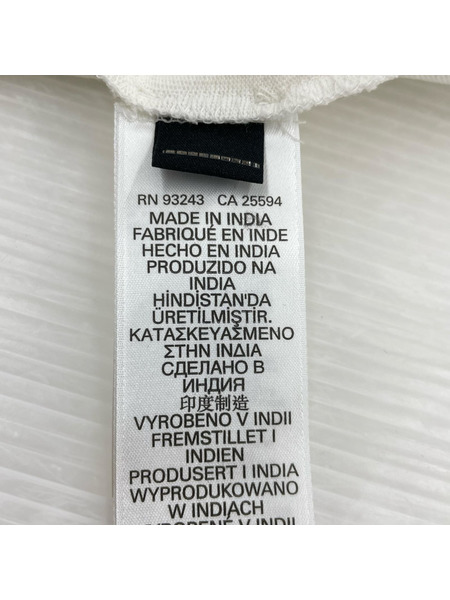 RN 93243 CA 25594
MADE IN INDIA
FABRIQUÉ EN INDE
HECHO EN INDIA
PRODUZIDO NA
INDIA
HİNDİSTAN'DA
ÜRETİLMİŞTİR.
ΚΑΤΑΣΚΕΥΑΣΜΕΝΟ
ΣΤΗΝ ΙΝΔΙΑ
СДЕЛАНО В
ИНДИЯ
印度制造
VYROBENO V INDII
FREMSTILLET I
INDIEN
PRODUSERT I INDIA
WYPRODUKOWANO
W INDIACH
VYROBENÉ V INDII